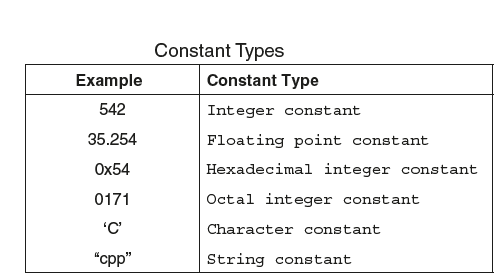 Constant Types
Example Constant Type
542 Integer constant
35.254 Floating point constant
0x54 Hexadecimal integer constant
0171 Octal integer constant
‘C’ Character constant
“cpp” String constant